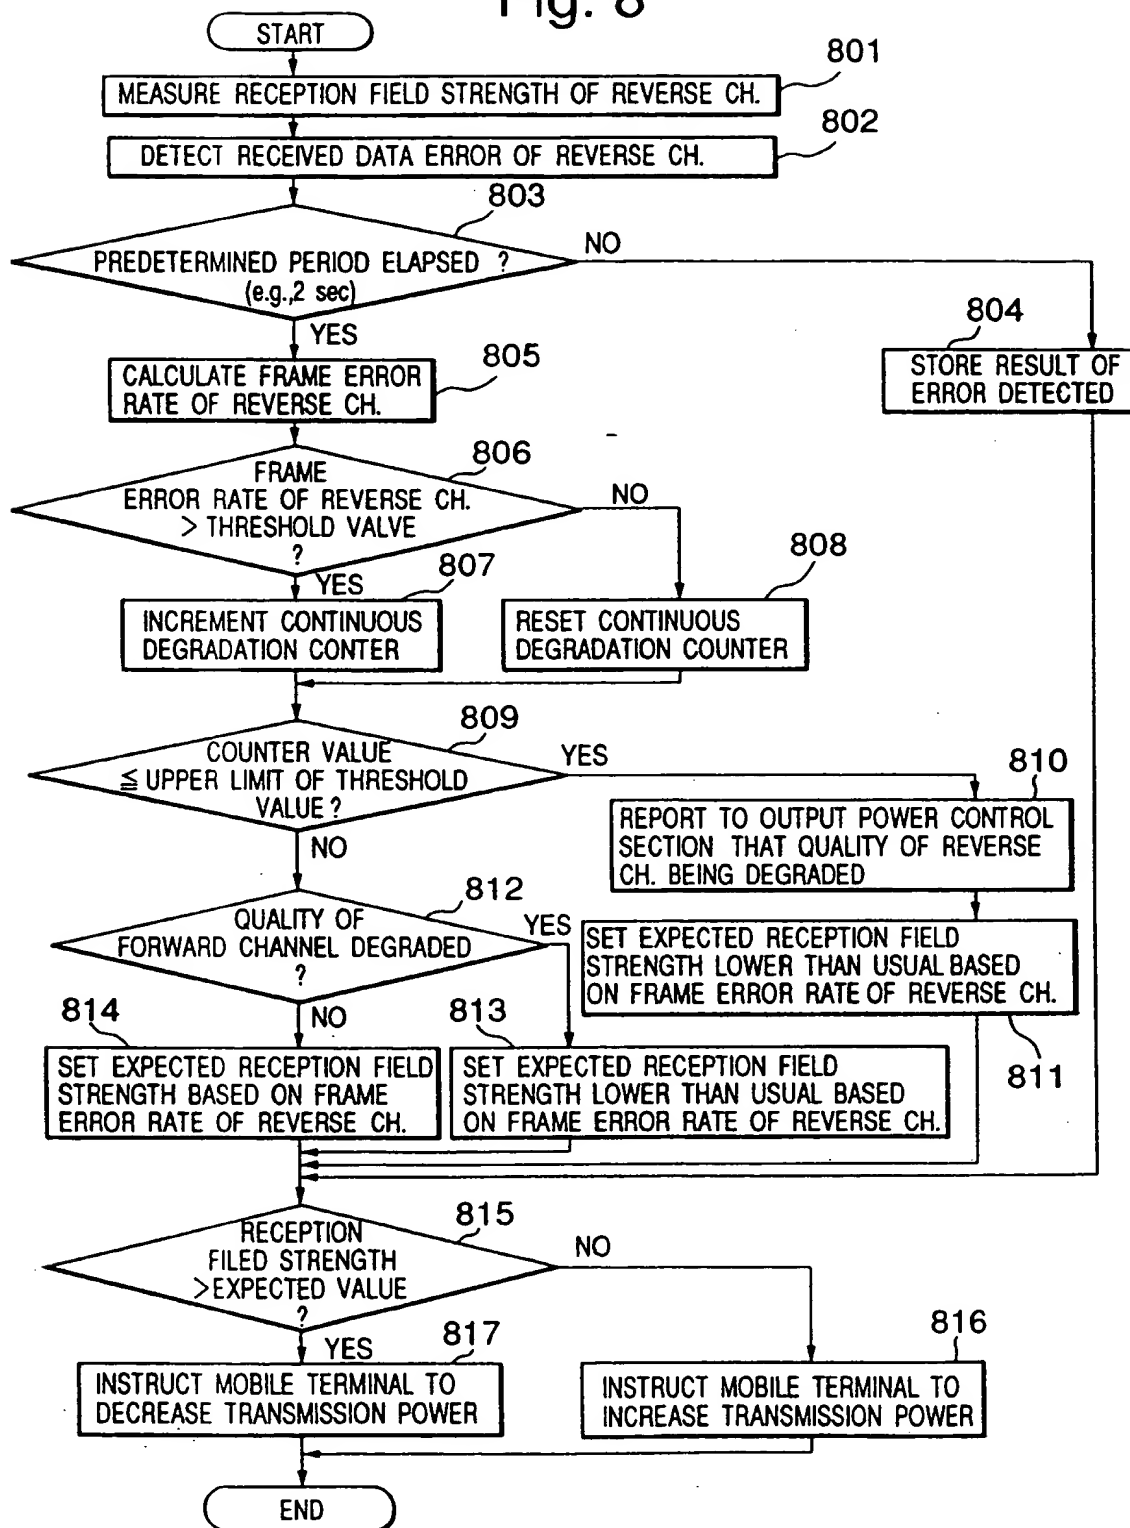 Fig. 8
START
801
MEASURE RECEPTION FIELD STRENGTH OF REVERSE CH.
802
DETECT RECEIVED DATA ERROR OF REVERSE CH.
803
PREDETERMINED PERIOD ELAPSED ?
(e.g.,2 sec)
NO
YES
804
STORE RESULT OF
ERROR DETECTED
805
CALCULATE FRAME ERROR
RATE OF REVERSE CH.
806
FRAME
ERROR RATE OF REVERSE CH.
> THRESHOLD VALVE
?
NO
YES
807
INCREMENT CONTINUOUS
DEGRADATION CONTER
808
RESET CONTINUOUS
DEGRADATION COUNTER
809
COUNTER VALUE
≦ UPPER LIMIT OF THRESHOLD
VALUE ?
YES
NO
810
REPORT TO OUTPUT POWER CONTROL
SECTION THAT QUALITY OF REVERSE
CH. BEING DEGRADED
812
QUALITY OF
FORWARD CHANNEL DEGRADED
?
YES
NO
SET EXPECTED RECEPTION FIELD
STRENGTH LOWER THAN USUAL BASED
ON FRAME ERROR RATE OF REVERSE CH.
811
814
SET EXPECTED RECEPTION FIELD
STRENGTH BASED ON FRAME
ERROR RATE OF REVERSE CH.
813
SET EXPECTED RECEPTION FIELD
STRENGTH LOWER THAN USUAL BASED
ON FRAME ERROR RATE OF REVERSE CH.
815
RECEPTION
FILED STRENGTH
>EXPECTED VALUE
?
NO
YES
817
INSTRUCT MOBILE TERMINAL TO
DECREASE TRANSMISSION POWER
816
INSTRUCT MOBILE TERMINAL TO
INCREASE TRANSMISSION POWER
END